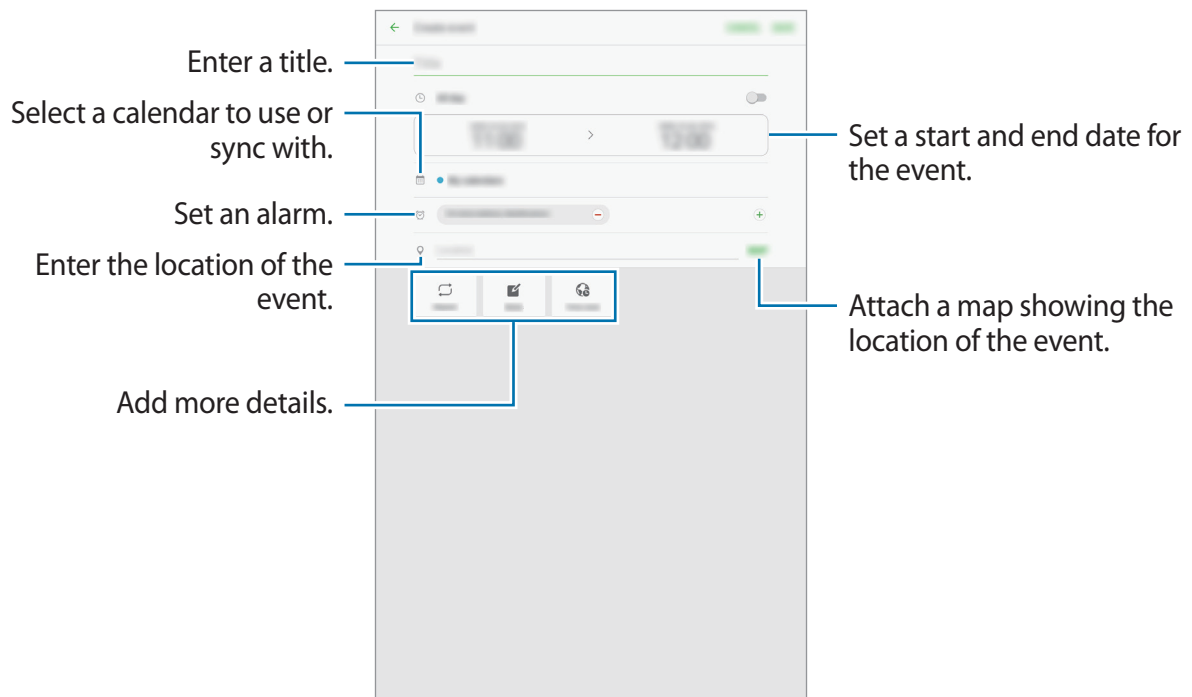 Enter a title.
Select a calendar to use or
sync with.
Set an alarm.
Enter the location of the
event.
Add more details.
Set a start and end date for
the event.
Attach a map showing the
location of the event.